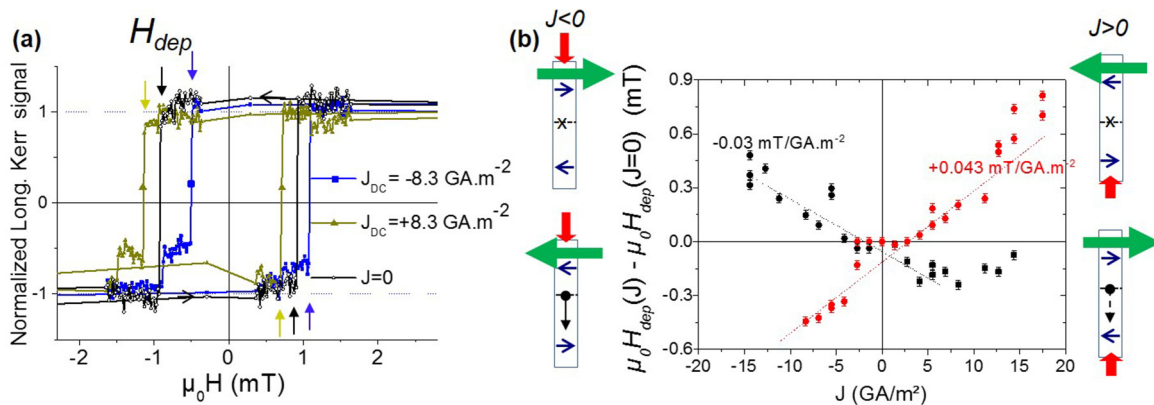 (a)
H_dep
Normalized Long. Kerr signal
1
0
-1
J_DC = -8.3 GA.m^-2
J_DC =+8.3 GA.m^-2
J=0
-2
-1
0
1
2
μ₀H (mT)
J<0
x
(b)
μ₀H_dep(J) - μ₀H_dep(J=0) (mT)
0.9
0.6
0.3
0.0
-0.3
-0.6
-0.03 mT/GA.m^-2
+0.043 mT/GA.m^-2
-20
-15
-10
-5
0
5
10
15
20
J (GA/m²)
J>0
x